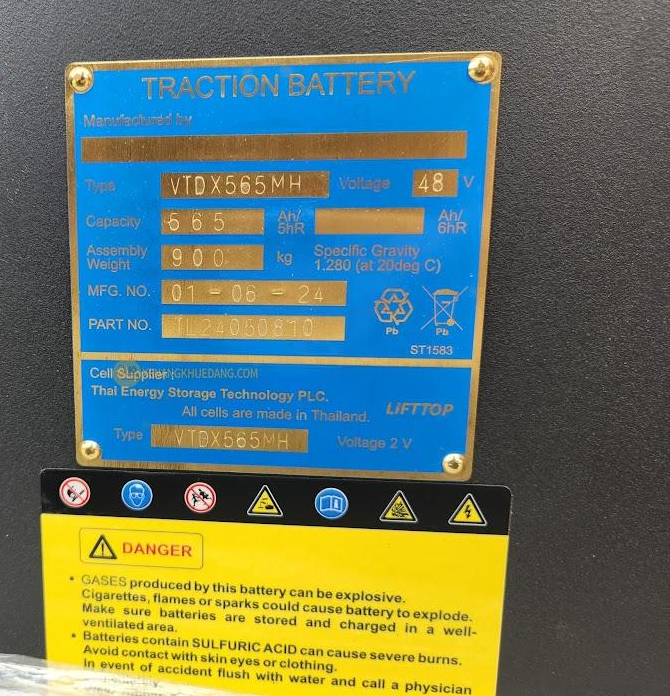 TRACTION BATTERY
Manufactured by
Type VTDX565MH Voltage 48 V
Capacity 565 Ah/5hR Ah/6hR
Assembly Weight 900 kg Specific Gravity 1.280 (at 20deg C)
MFG. NO. 01-06-24
PART NO. TL24050810
Pb Pb
ST1583
Cell Supplier :
Thai Energy Storage Technology PLC.
All cells are made in Thailand. LiFTTOP
Type VTDX565MH Voltage 2 V
DANGER
• GASES produced by this battery can be explosive.
Cigarettes, flames or sparks could cause battery to explode.
Make sure batteries are stored and charged in a well-
ventilated area.
• Batteries contain SULFURIC ACID can cause severe burns.
Avoid contact with skin eyes or clothing.
In event of accident flush with water and call a physician